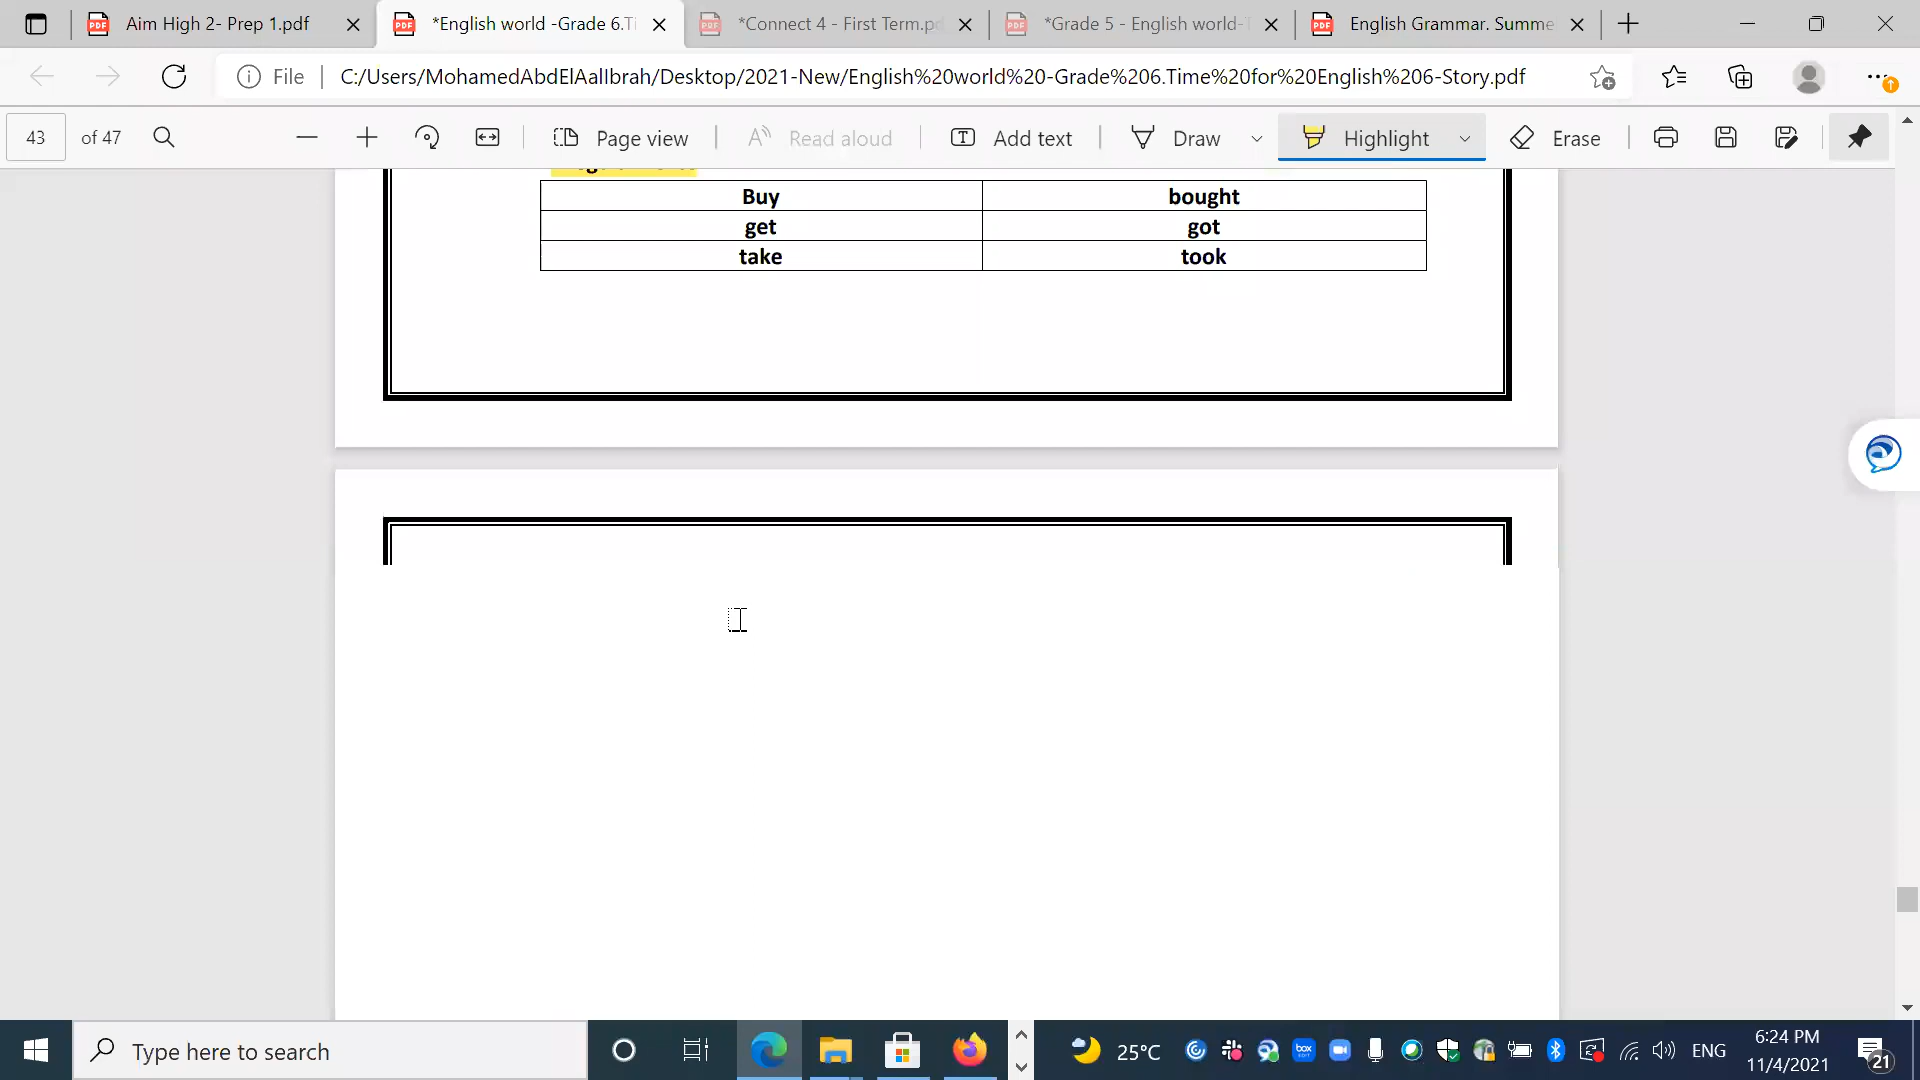 Aim High 2- Prep 1.pdf
*English world -Grade 6.Ti
*Connect 4 - First Term.pd
*Grade 5 - English world-T
English Grammar. Summe
File
C:/Users/MohamedAbdElAalIbrah/Desktop/2021-New/English%20world%20-Grade%206.Time%20for%20English%206-Story.pdf
43 of 47
Page view
Read aloud
Add text
Draw
Highlight
Erase
Buy bought
get got
take took
Type here to search
25°C
ENG
6:24 PM
11/4/2021
21